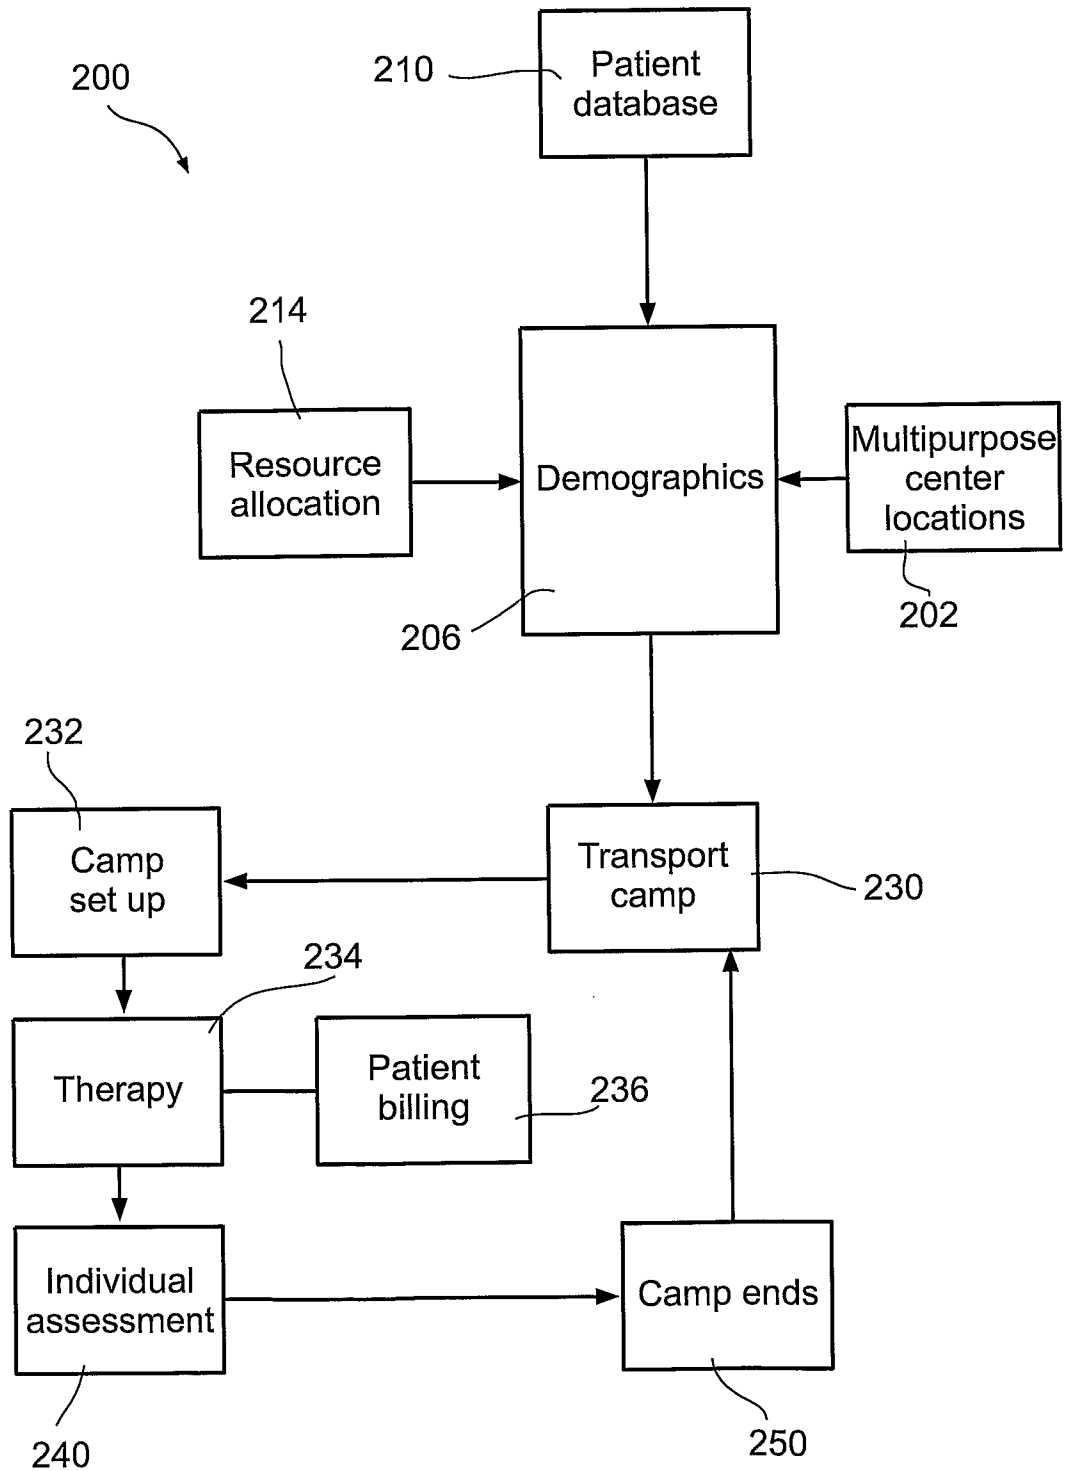 200
210
Patient
database
214
Resource
allocation
Demographics
Multipurpose
center
locations
206
202
232
Camp
set up
Transport
camp
230
234
Therapy
Patient
billing
236
Individual
assessment
Camp ends
240
250